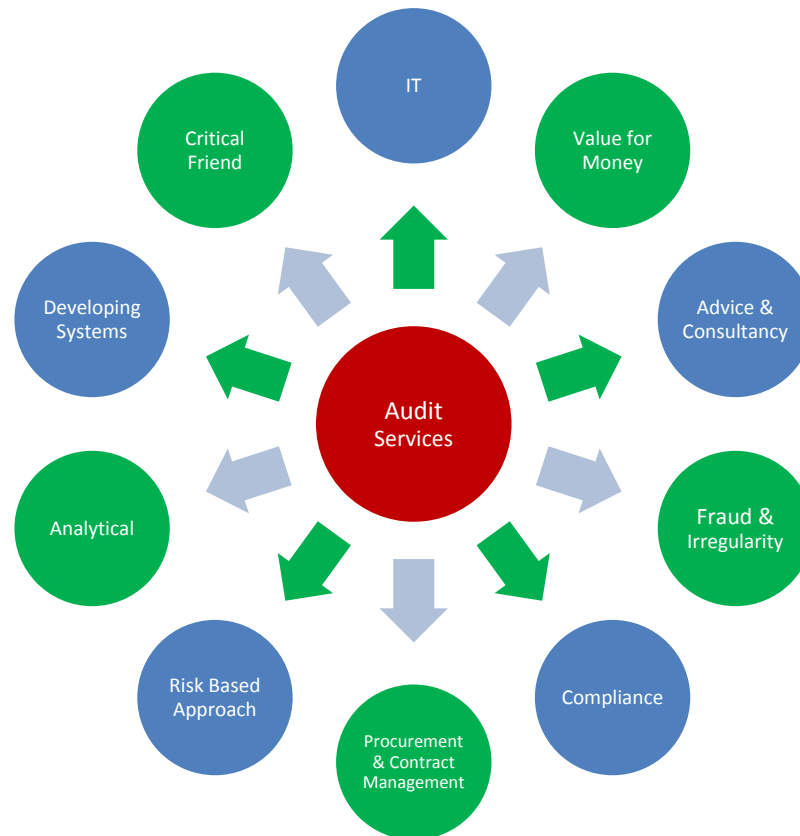 IT
Value for
Money
Advice &
Consultancy
Fraud &
Irregularity
Compliance
Procurement
& Contract
Management
Risk Based
Approach
Analytical
Developing
Systems
Critical
Friend
Audit
Services